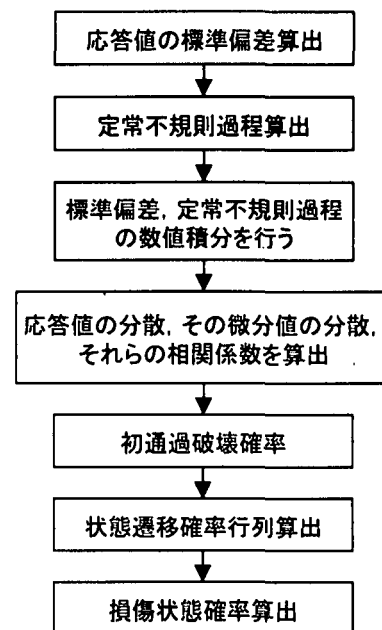 応答値の標準偏差算出
定常不規則過程算出
標準偏差，定常不規則過程
の数値積分を行う
応答値の分散，その微分値の分散，
それらの相関係数を算出
初通過破壊確率
状態遷移確率行列算出
損傷状態確率算出